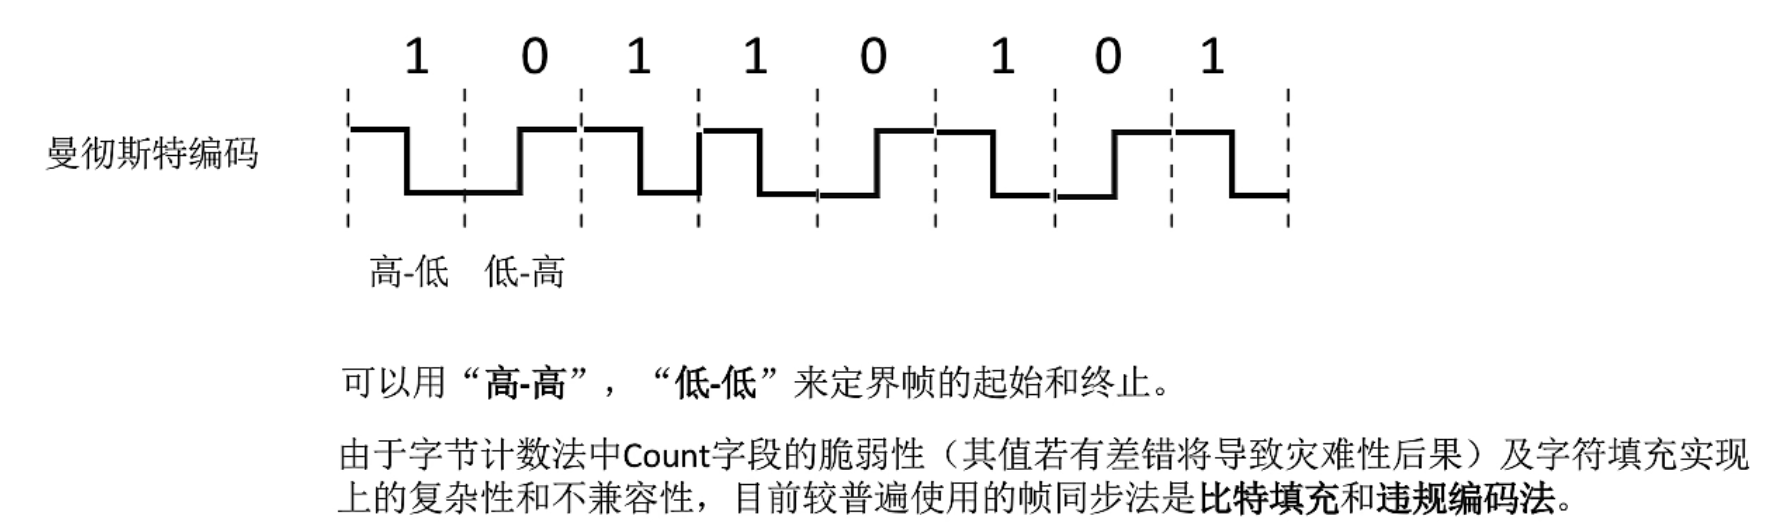 1 0 1 1 0 1 0 1
曼彻斯特编码
高-低 低-高
可以用“高-高”，“低-低”来定界帧的起始和终止。
由于字节计数法中Count字段的脆弱性（其值若有差错将导致灾难性后果）及字符填充实现
上的复杂性和不兼容性，目前较普遍使用的帧同步法是比特填充和违规编码法。